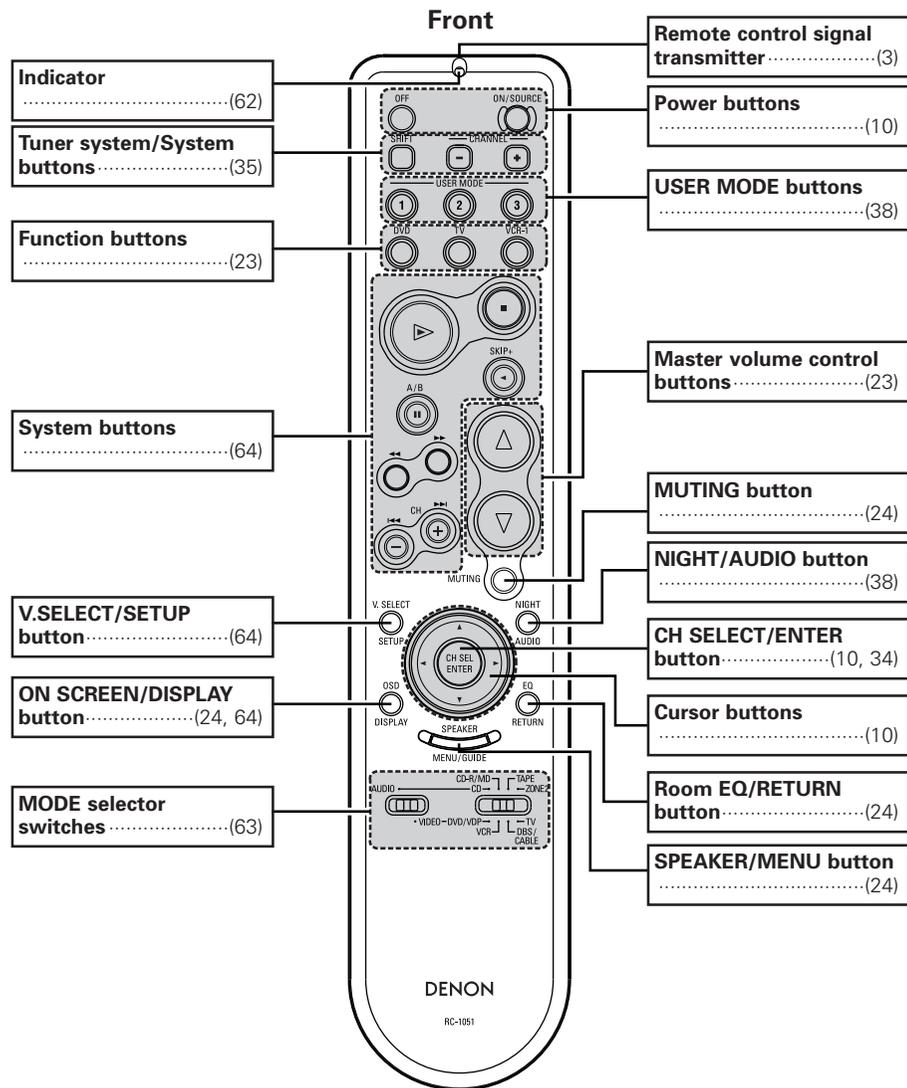 Front
Indicator
································(62)
Tuner system/System
buttons················(35)
Function buttons
································(23)
System buttons
································(64)
V.SELECT/SETUP
button··················(64)
ON SCREEN/DISPLAY
button··················(24, 64)
MODE selector
switches··············(63)
OFF
ON/SOURCE
SHIFT
CHANNEL
−
+
USER MODE
1
2
3
DVD
TV
VCR-1
SKIP+
A/B
CH
−
+
MUTING
V. SELECT
SETUP
NIGHT
AUDIO
CH SEL
ENTER
OSD
DISPLAY
EQ
RETURN
SPEAKER
MENU/GUIDE
CD-R/MD
TAPE
AUDIO
CD
ZONE2
VIDEO
DVD/VDP
TV
VCR
DBS/
CABLE
DENON
RC-1051
Remote control signal
transmitter················(3)
Power buttons
································(10)
USER MODE buttons
································(38)
Master volume control
buttons···················(23)
MUTING button
································(24)
NIGHT/AUDIO button
································(38)
CH SELECT/ENTER
button···············(10, 34)
Cursor buttons
································(10)
Room EQ/RETURN
button···················(24)
SPEAKER/MENU button
································(24)